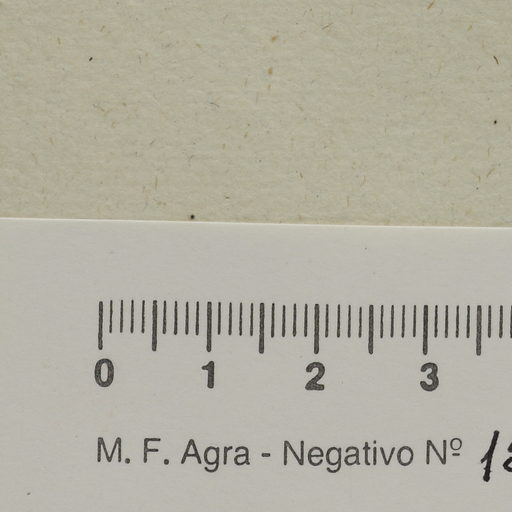 0 1 2 3
M. F. Agra - Negativo Nº